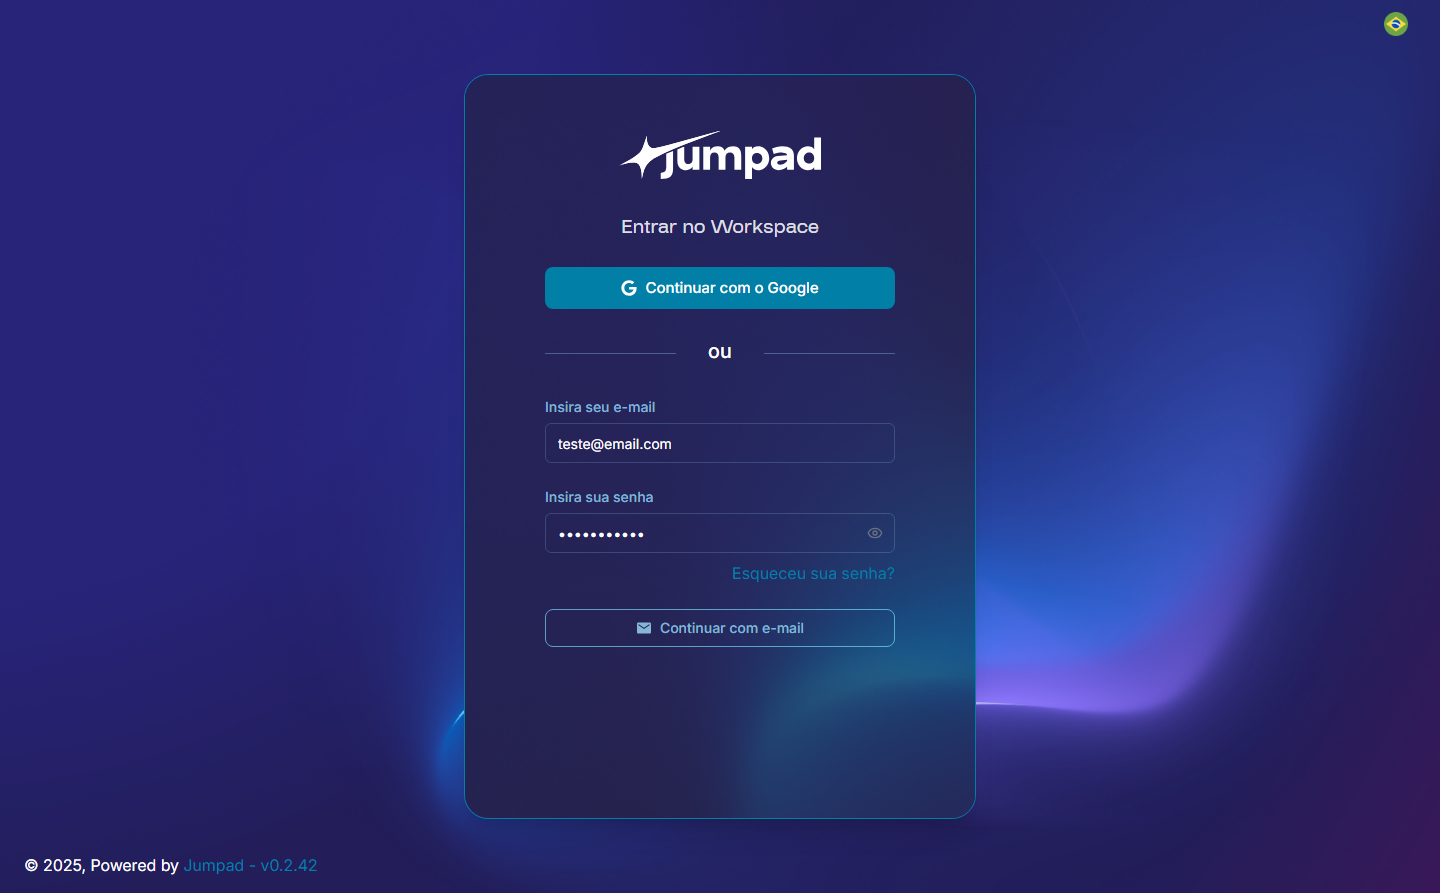 jumpad
Entrar no Workspace
Continuar com o Google
ou
Insira seu e-mail
teste@email.com
Insira sua senha
•••••••••••
Esqueceu sua senha?
Continuar com e-mail
© 2025, Powered by Jumpad - v0.2.42